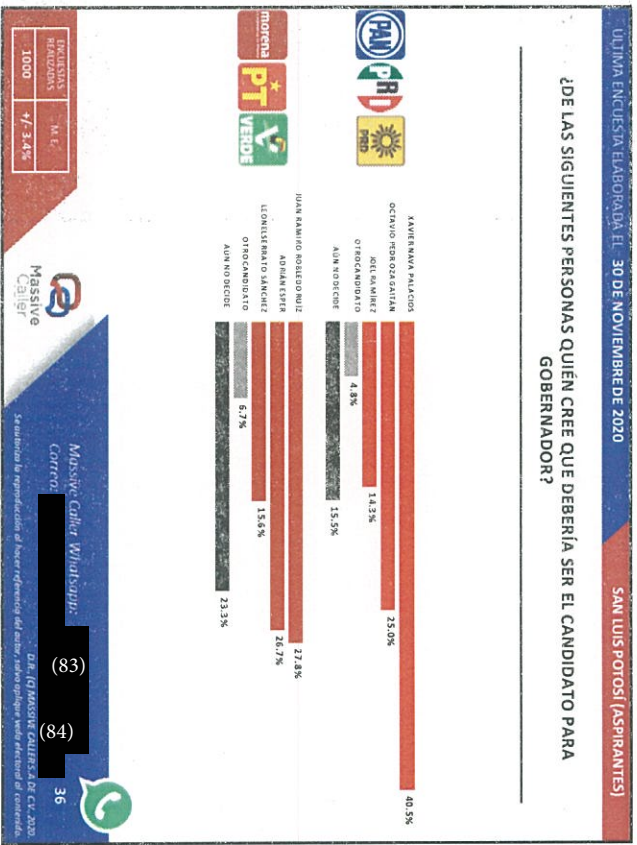 ÚLTIMA ENCUESTA ELABORADA EL 30 DE NOVIEMBRE DE 2020
SAN LUIS POTOSÍ (ASPIRANTES)
¿DE LAS SIGUIENTES PERSONAS QUIÉN CREE QUE DEBERÍA SER EL CANDIDATO PARA
GOBERNADOR?
PAN PRI PRD
XAVIER NAVA PALACIOS 40.5%
OCTAVIO PEDROZA GAITÁN 25.0%
JOEL RAMÍREZ 14.3%
OTRO CANDIDATO 4.8%
AÚN NO DECIDE 15.5%
morena PT VERDE
JUAN RAMIRO ROBLEDO RUIZ 27.8%
ADRIÁN ESPER 26.7%
LEONEL SERRATO SÁNCHEZ 15.6%
OTRO CANDIDATO 6.7%
AÚN NO DECIDE 23.3%
ENCUESTAS REALIZADAS M.E.
1000 +/- 3.4%
Massive
Caller
Massive Caller Whatsapp:
Correo:
(83)
(84)
36
D.R., (C) MASSIVE CALLER S.A DE C.V., 2020.
Se autoriza la reproducción al hacer referencia del autor, salvo aplique veda electoral al contenido.